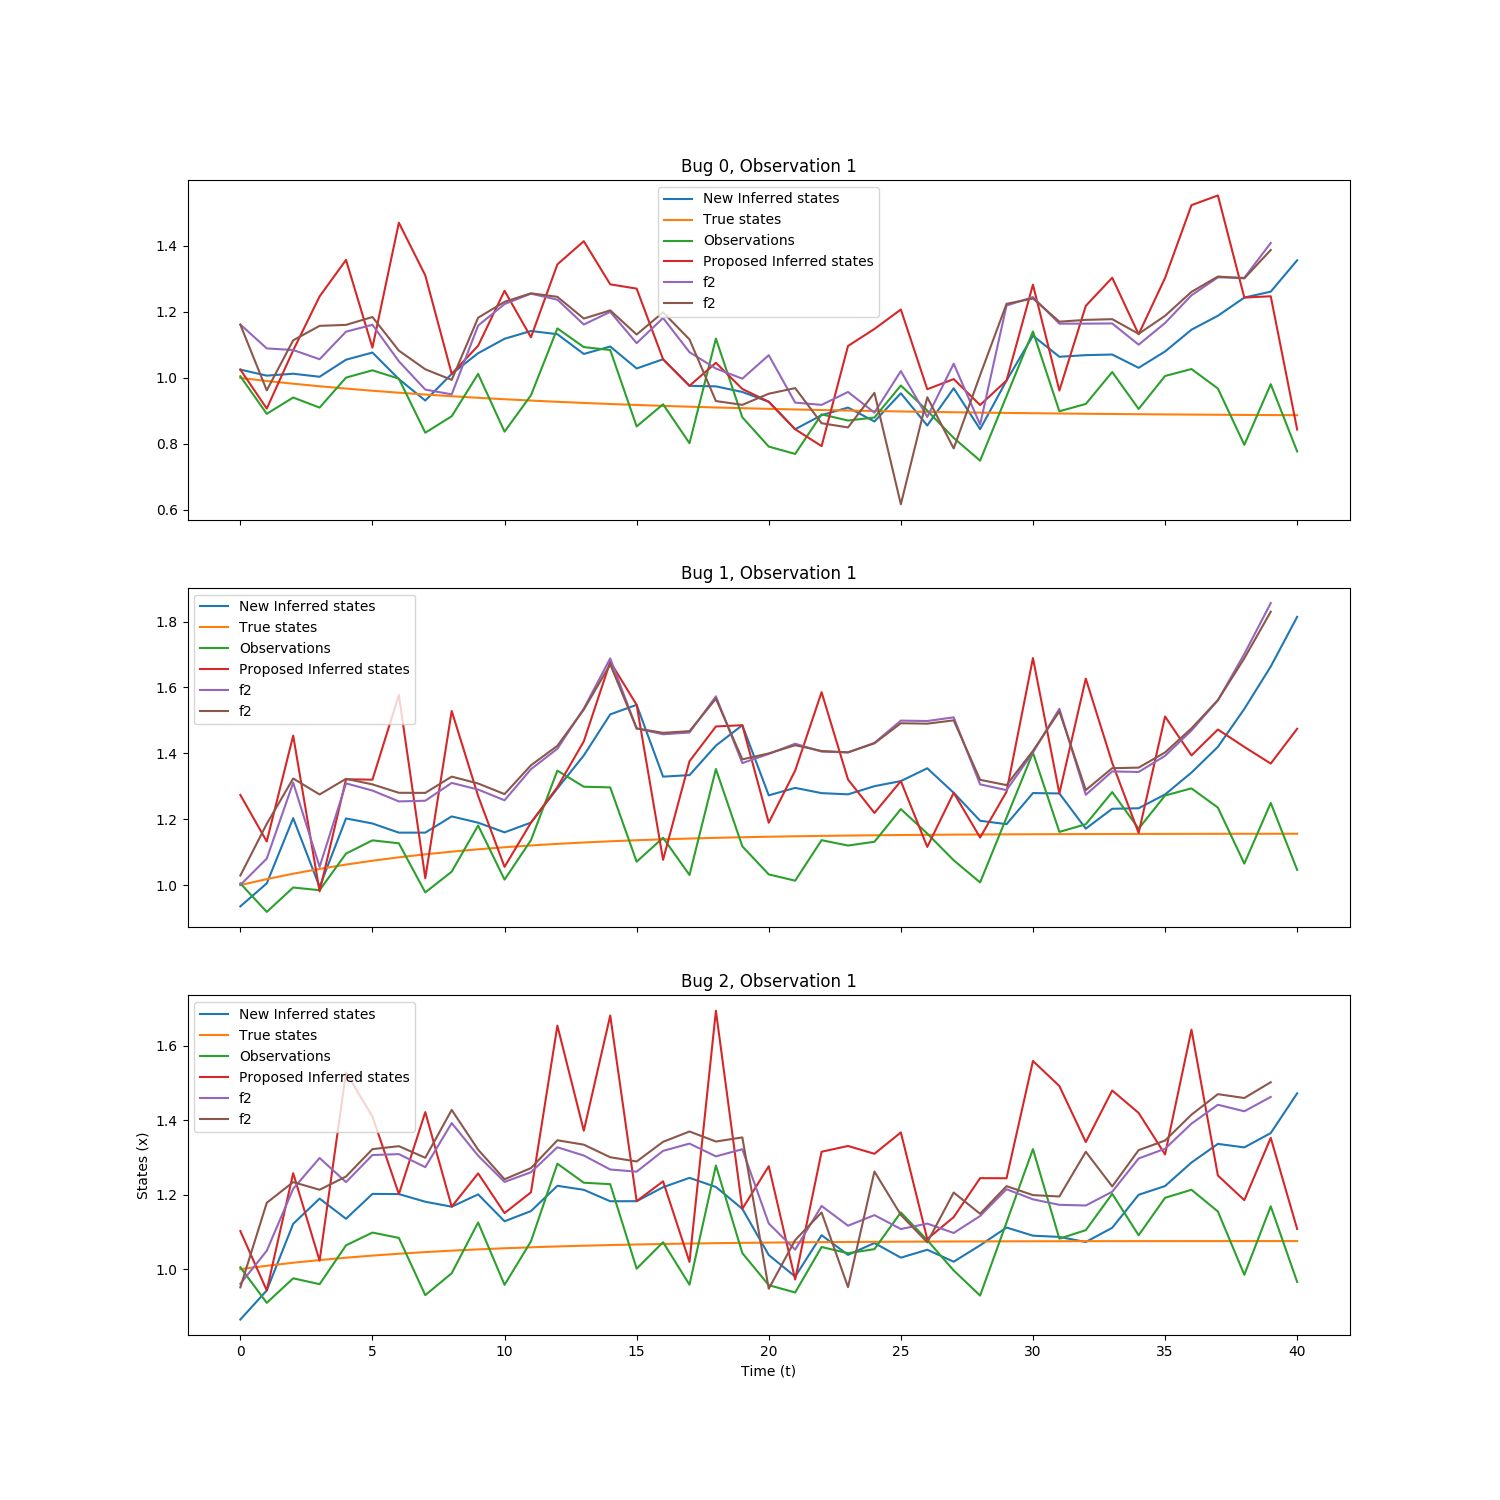 Bug 0, Observation 1
New Inferred states
True states
Observations
Proposed Inferred states
f2
f2
1.4
1.2
1.0
0.8
0.6
Bug 1, Observation 1
New Inferred states
True states
Observations
Proposed Inferred states
f2
f2
1.8
1.6
1.4
1.2
1.0
Bug 2, Observation 1
New Inferred states
True states
Observations
Proposed Inferred states
f2
f2
1.6
1.4
1.2
1.0
States (x)
0 5 10 15 20 25 30 35 40
Time (t)